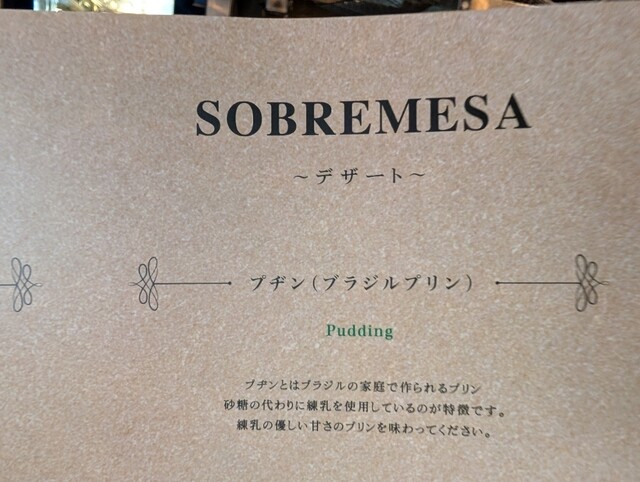 SOBREMESA
～デザート～
プヂン(ブラジルプリン)
Pudding
プヂンとはブラジルの家庭で作られるプリン
砂糖の代わりに練乳を使用しているのが特徴です。
練乳の優しい甘さのプリンを味わってください。